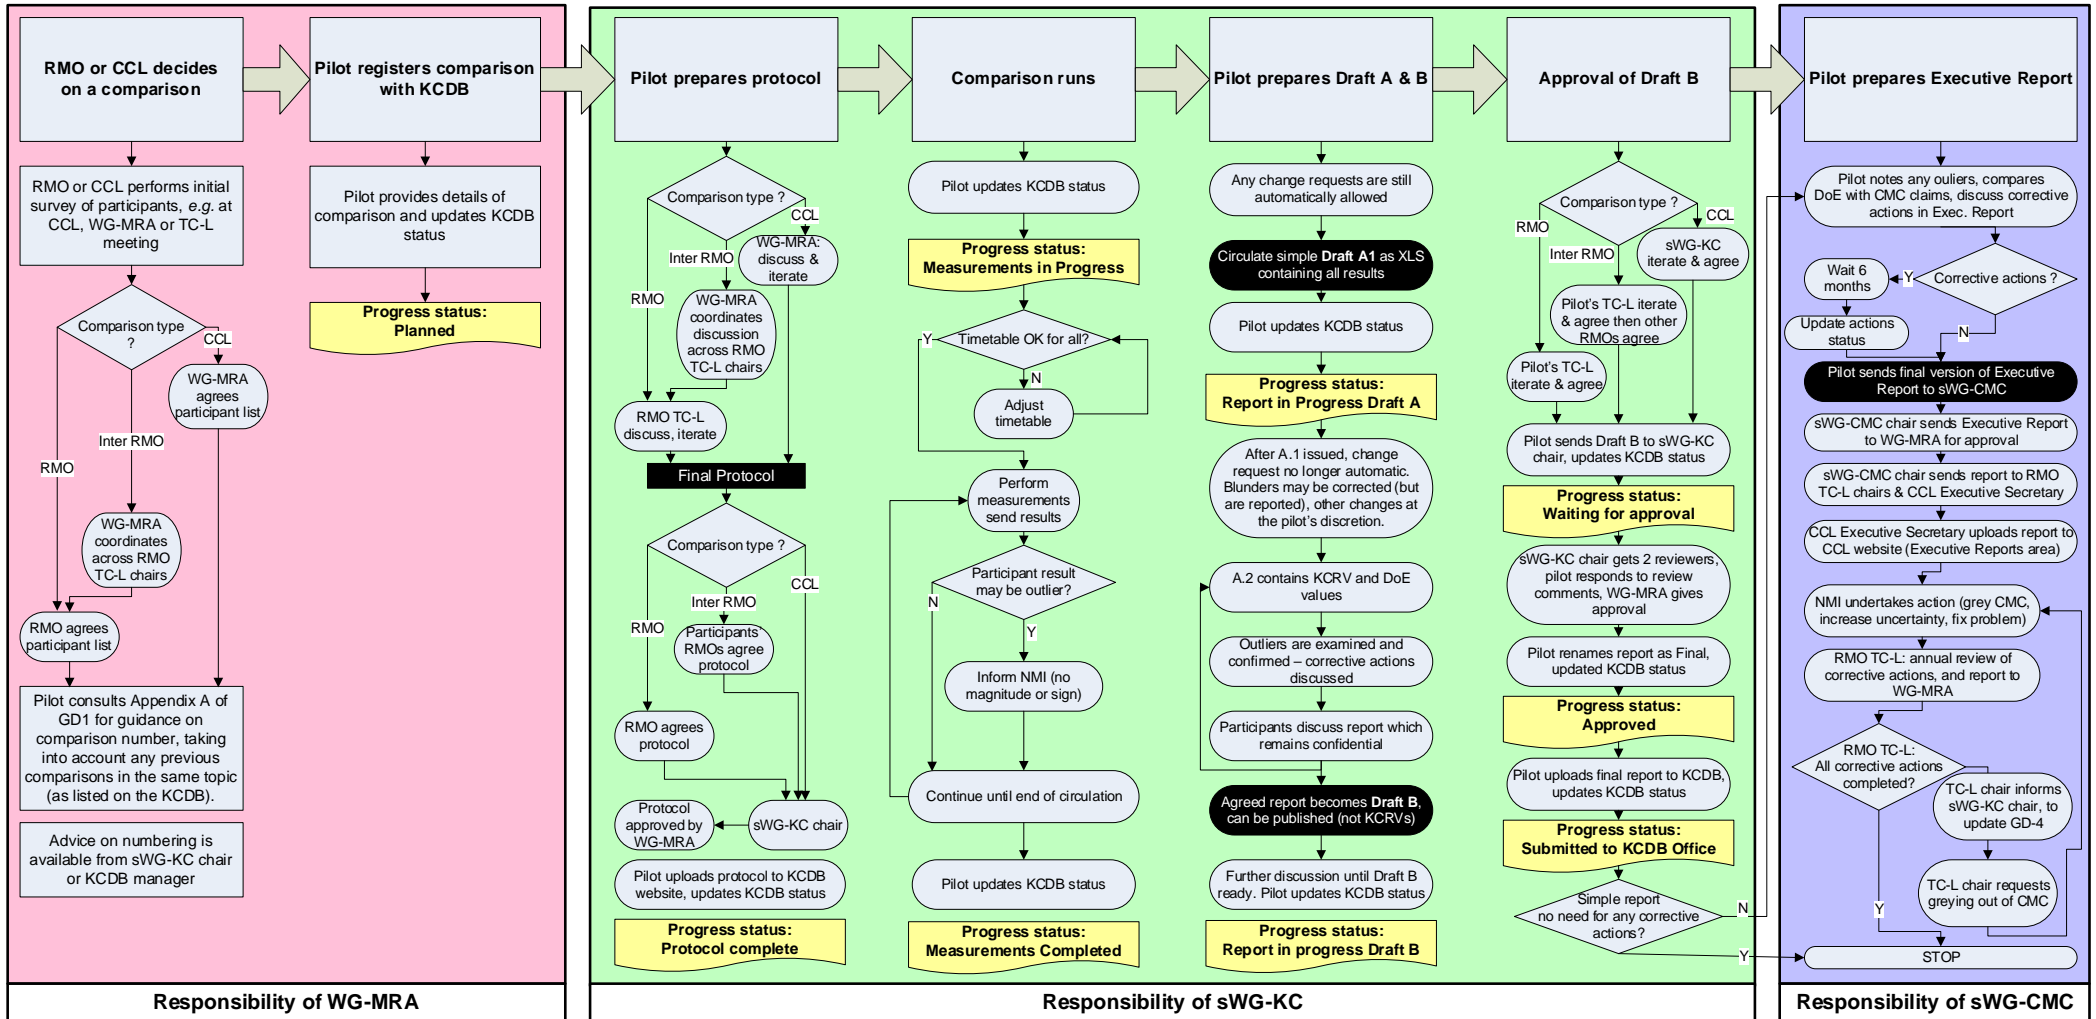 RMO or CCL decides
on a comparison
RMO or CCL performs initial
survey of participants, e.g. at
CCL, WG-MRA or TC-L
meeting
Comparison type
?
CCL
WG-MRA
agrees
participant list
Inter RMO
RMO
WG-MRA
coordinates
across RMO
TC-L chairs
RMO agrees
participant list
Pilot consults Appendix A of
GD1 for guidance on
comparison number, taking
into account any previous
comparisons in the same topic
(as listed on the KCDB).
Advice on numbering is
available from sWG-KC chair
or KCDB manager
Pilot registers comparison
with KCDB
Pilot provides details of
comparison and updates KCDB
status
Progress status:
Planned
Responsibility of WG-MRA
Pilot prepares protocol
Comparison type ?
CCL
WG-MRA:
discuss &
iterate
Inter RMO
RMO
WG-MRA
coordinates
discussion
across RMO
TC-L chairs
RMO TC-L
discuss, iterate
Final Protocol
Comparison type ?
CCL
Inter RMO
RMO
Participants'
RMOs agree
protocol
RMO agrees
protocol
Protocol
approved by
WG-MRA
sWG-KC chair
Pilot uploads protocol to KCDB
website, updates KCDB status
Progress status:
Protocol complete
Comparison runs
Pilot updates KCDB status
Progress status:
Measurements in Progress
Timetable OK for all?
Y
N
Adjust
timetable
Perform
measurements
send results
Participant result
may be outlier?
N
Y
Inform NMI (no
magnitude or sign)
Continue until end of circulation
Pilot updates KCDB status
Progress status:
Measurements Completed
Pilot prepares Draft A & B
Any change requests are still
automatically allowed
Circulate simple Draft A1 as XLS
containing all results
Pilot updates KCDB status
Progress status:
Report in Progress Draft A
After A.1 issued, change
request no longer automatic.
Blunders may be corrected (but
are reported), other changes at
the pilot's discretion.
A.2 contains KCRV and DoE
values
Outliers are examined and
confirmed – corrective actions
discussed
Participants discuss report which
remains confidential
Agreed report becomes Draft B,
can be published (not KCRVs)
Further discussion until Draft B
ready. Pilot updates KCDB status
Progress status:
Report in progress Draft B
Approval of Draft B
Comparison type ?
CCL
RMO
sWG-KC
iterate & agree
Inter RMO
Pilot's TC-L iterate
& agree then other
RMOs agree
Pilot's TC-L
iterate & agree
Pilot sends Draft B to sWG-KC
chair, updates KCDB status
Progress status:
Waiting for approval
sWG-KC chair gets 2 reviewers,
pilot responds to review
comments, WG-MRA gives
approval
Pilot renames report as Final,
updated KCDB status
Progress status:
Approved
Pilot uploads final report to KCDB,
updates KCDB status
Progress status:
Submitted to KCDB Office
Simple report
no need for any corrective
actions?
N
Y
Responsibility of sWG-KC
Pilot prepares Executive Report
Pilot notes any ouliers, compares
DoE with CMC claims, discuss corrective
actions in Exec. Report
Corrective actions ?
Y
Wait 6
months
Update actions
status
N
Pilot sends final version of Executive
Report to sWG-CMC
sWG-CMC chair sends Executive Report
to WG-MRA for approval
sWG-CMC chair sends report to RMO
TC-L chairs & CCL Executive Secretary
CCL Executive Secretary uploads report to
CCL website (Executive Reports area)
NMI undertakes action (grey CMC,
increase uncertainty, fix problem)
RMO TC-L: annual review of
corrective actions, and report to
WG-MRA
RMO TC-L:
All corrective actions
completed?
TC-L chair informs
sWG-KC chair, to
update GD-4
TC-L chair requests
greying out of CMC
Y
STOP
Responsibility of sWG-CMC